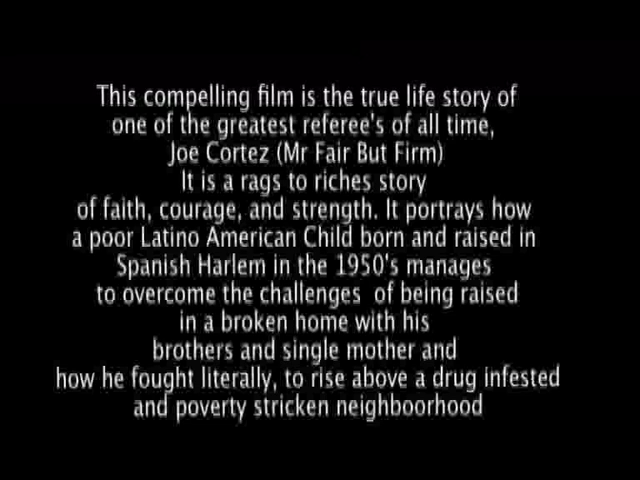 This compelling film is the true life story of
one of the greatest referee's of all time,
Joe Cortez (Mr Fair But Firm)
It is a rags to riches story
of faith, courage, and strength. It portrays how
a poor Latino American Child born and raised in
Spanish Harlem in the 1950's manages
to overcome the challenges of being raised
in a broken home with his
brothers and single mother and
how he fought literally, to rise above a drug infested
and poverty stricken neighboorhood